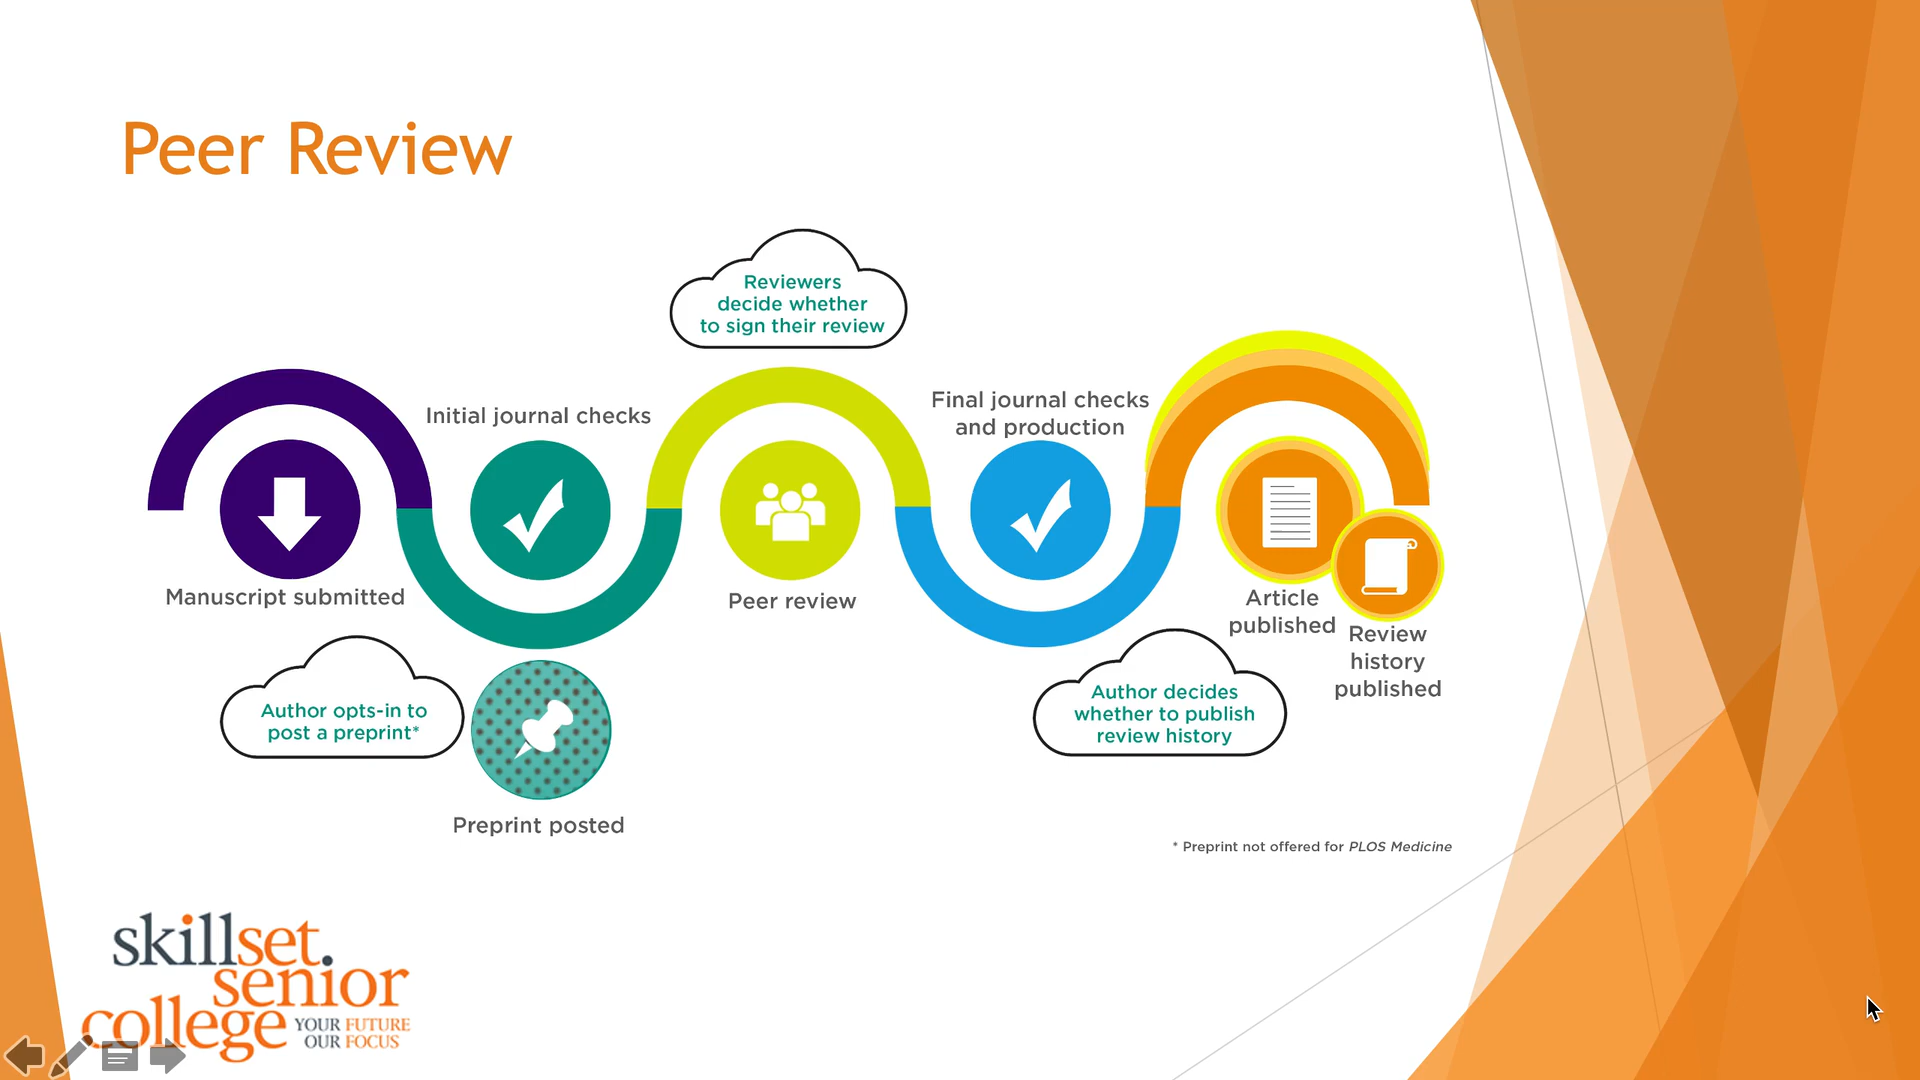 Peer Review
Reviewers
decide whether
to sign their review
Initial journal checks
Final journal checks
and production
Manuscript submitted
Peer review
Article
published
Review
history
published
Author opts-in to
post a preprint*
Author decides
whether to publish
review history
Preprint posted
* Preprint not offered for PLOS Medicine
skillset.
senior
college
YOUR FUTURE
OUR FOCUS